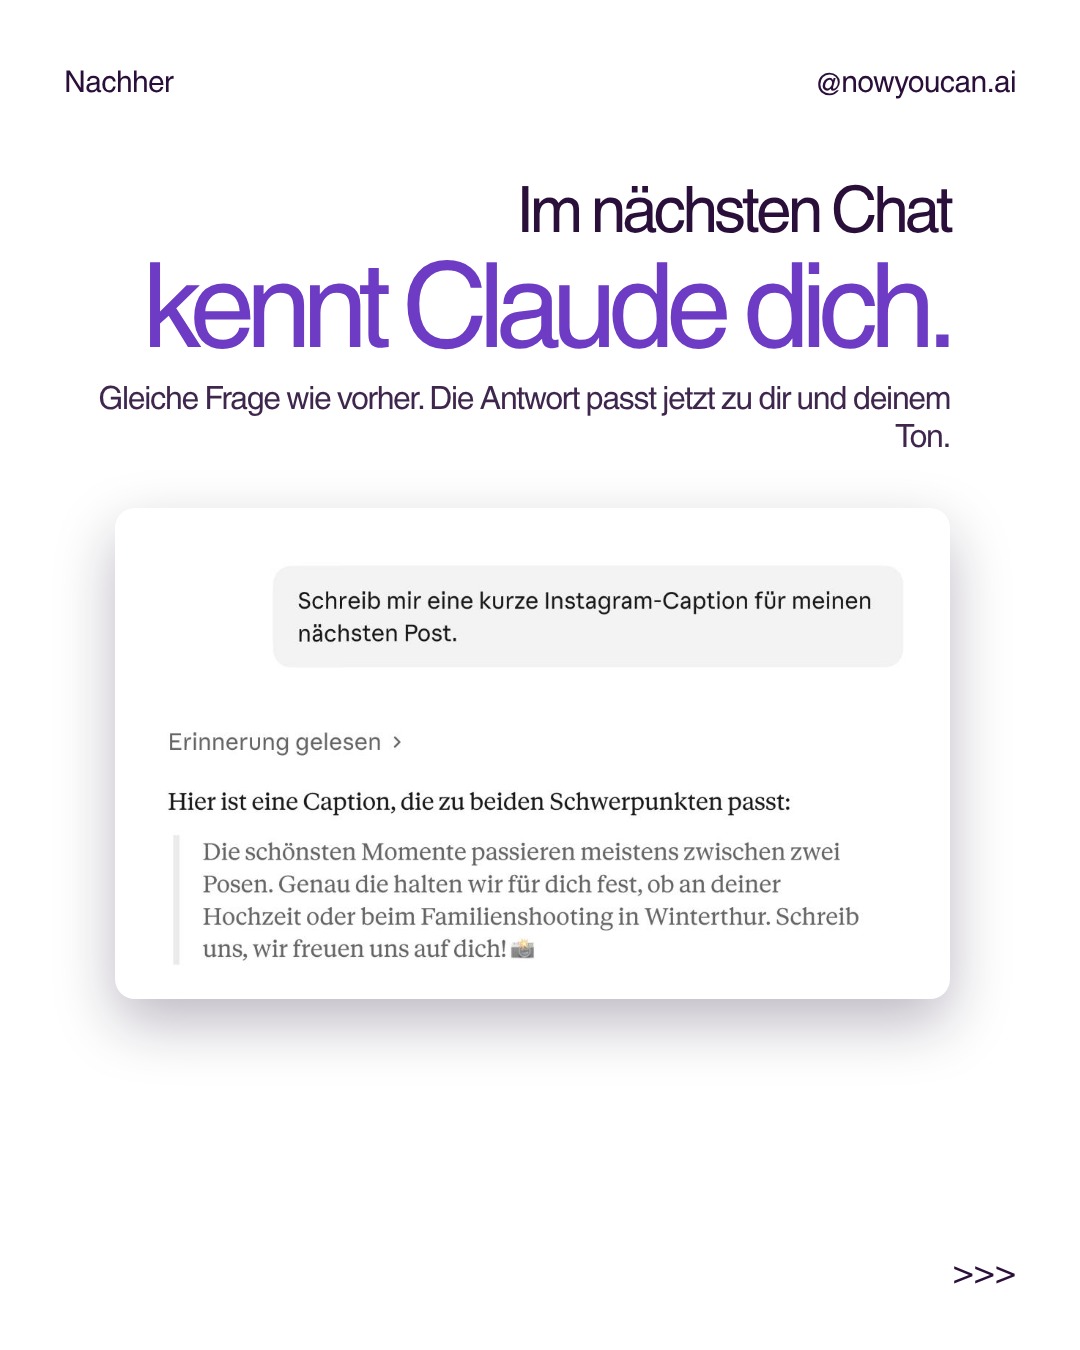 Nachher
@nowyoucan.ai
Im nächsten Chat
kennt Claude dich.
Gleiche Frage wie vorher. Die Antwort passt jetzt zu dir und deinem
Ton.
Schreib mir eine kurze Instagram-Caption für meinen
nächsten Post.
Erinnerung gelesen >
Hier ist eine Caption, die zu beiden Schwerpunkten passt:
Die schönsten Momente passieren meistens zwischen zwei
Posen. Genau die halten wir für dich fest, ob an deiner
Hochzeit oder beim Familienshooting in Winterthur. Schreib
uns, wir freuen uns auf dich! 📸
>>>